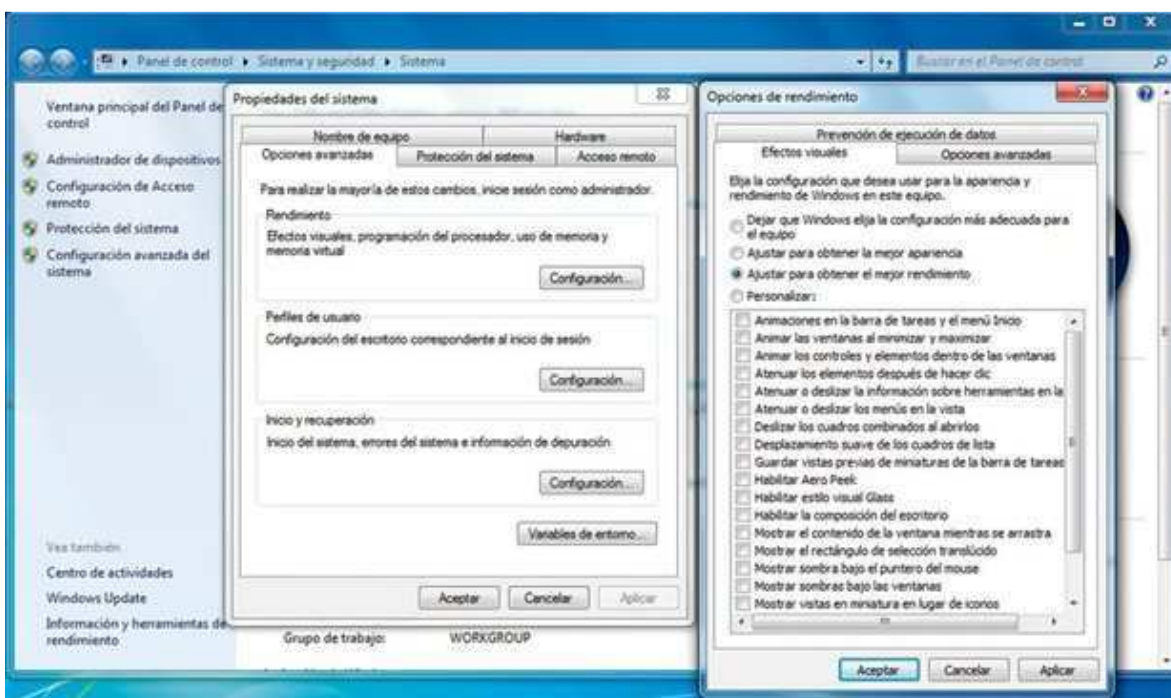 Panel de control ▸ Sistema y seguridad ▸ Sistema
Buscar en el Panel de control
Ventana principal del Panel de
control
Administrador de dispositivos
Configuración de Acceso
remoto
Protección del sistema
Configuración avanzada del
sistema
Vea también
Centro de actividades
Windows Update
Información y herramientas de
rendimiento
Propiedades del sistema
Nombre de equipo
Hardware
Opciones avanzadas
Protección del sistema
Acceso remoto
Para realizar la mayoría de estos cambios, inicie sesión como administrador.
Rendimiento
Efectos visuales, programación del procesador, uso de memoria y
memoria virtual
Configuración...
Perfiles de usuario
Configuración del escritorio correspondiente al inicio de sesión
Configuración...
Inicio y recuperación
Inicio del sistema, errores del sistema e información de depuración
Configuración...
Variables de entorno...
Aceptar
Cancelar
Aplicar
Grupo de trabajo:
WORKGROUP
Opciones de rendimiento
Prevención de ejecución de datos
Efectos visuales
Opciones avanzadas
Elija la configuración que desea usar para la apariencia y
rendimiento de Windows en este equipo.
Dejar que Windows elija la configuración más adecuada para
el equipo
Ajustar para obtener la mejor apariencia
Ajustar para obtener el mejor rendimiento
Personalizar:
Animaciones en la barra de tareas y el menú Inicio
Animar las ventanas al minimizar y maximizar
Animar los controles y elementos dentro de las ventanas
Atenuar los elementos después de hacer clic
Atenuar o deslizar la información sobre herramientas en la
Atenuar o deslizar los menús en la vista
Deslizar los cuadros combinados al abrirlos
Desplazamiento suave de los cuadros de lista
Guardar vistas previas de miniaturas de la barra de tareas
Habilitar Aero Peek
Habilitar estilo visual Glass
Habilitar la composición del escritorio
Mostrar el contenido de la ventana mientras se arrastra
Mostrar el rectángulo de selección translúcido
Mostrar sombra bajo el puntero del mouse
Mostrar sombras bajo las ventanas
Mostrar vistas en miniatura en lugar de iconos
Aceptar
Cancelar
Aplicar